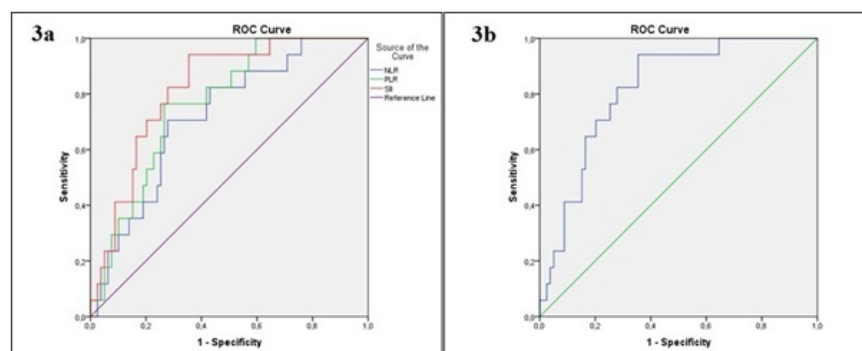 3a
ROC Curve
Sensitivity
1,0
0,8
0,6
0,4
0,2
0,0
0,0 0,2 0,4 0,6 0,8 1,0
1 - Specificity
Source of the
Curve
NLR
PLR
SII
Reference Line
3b
ROC Curve
Sensitivity
1,0
0,8
0,6
0,4
0,2
0,0
0,0 0,2 0,4 0,6 0,8 1,0
1 - Specificity